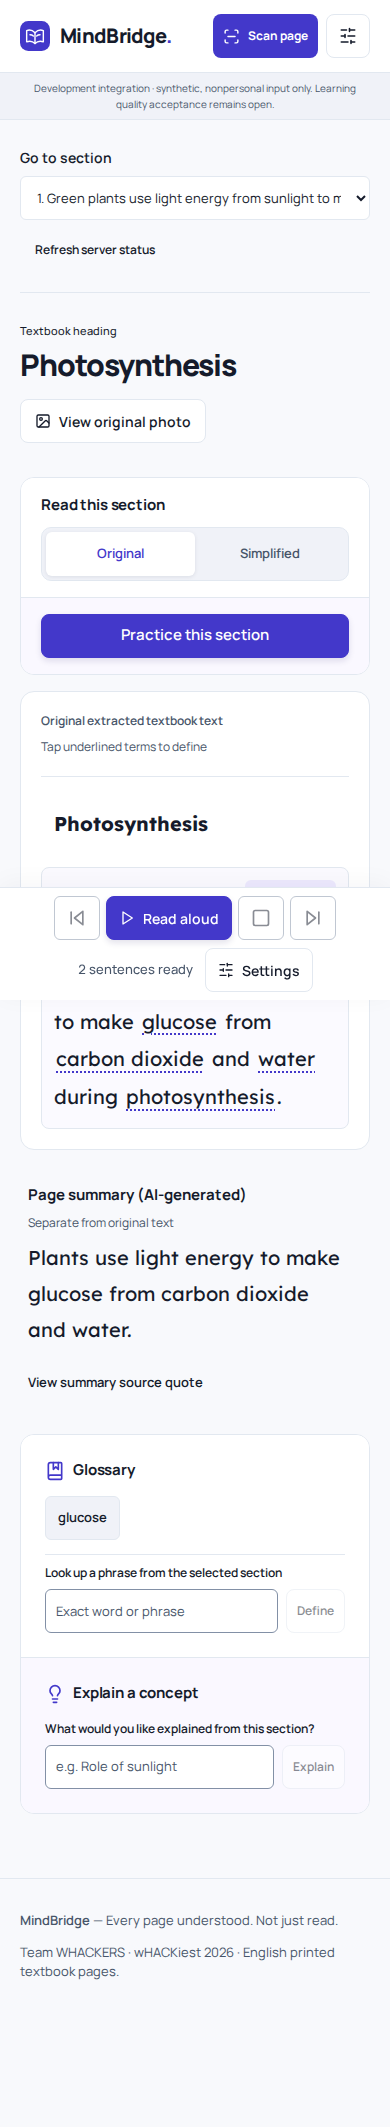 MindBridge.
Scan page
Development integration · synthetic, nonpersonal input only. Learning
quality acceptance remains open.
Go to section
1. Green plants use light energy from sunlight to m
Refresh server status
Textbook heading
Photosynthesis
View original photo
Read this section
Original
Simplified
Practice this section
Original extracted textbook text
Tap underlined terms to define
Photosynthesis
Read aloud
2 sentences ready
Settings
to make glucose from
carbon dioxide and water
during photosynthesis.
Page summary (AI-generated)
Separate from original text
Plants use light energy to make
glucose from carbon dioxide
and water.
View summary source quote
Glossary
glucose
Look up a phrase from the selected section
Exact word or phrase
Define
Explain a concept
What would you like explained from this section?
e.g. Role of sunlight
Explain
MindBridge — Every page understood. Not just read.
Team WHACKERS · wHACKiest 2026 · English printed
textbook pages.